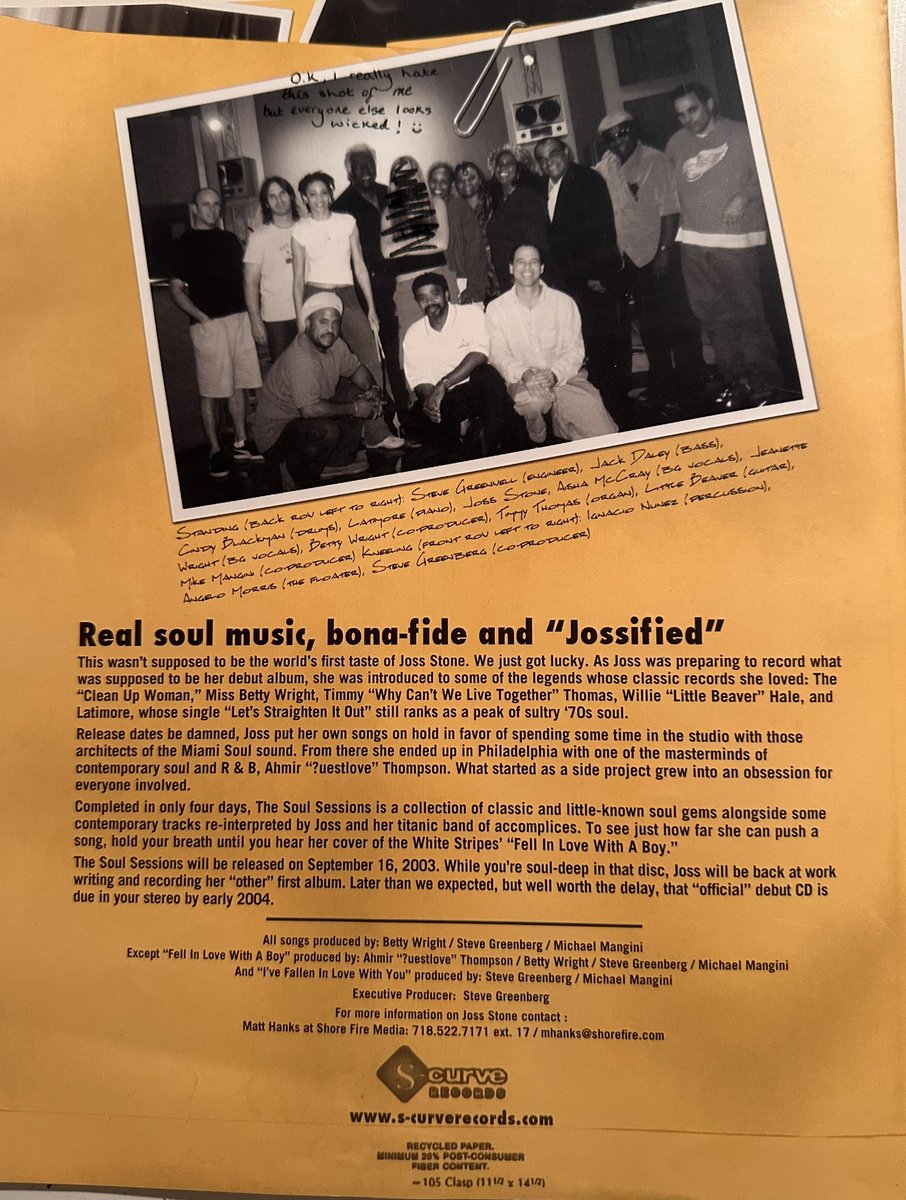 O.K, I really hate
this shot of me
but everyone else looks
wicked! ☺
Standing (back row left to right): Steve Greenwell (engineer), Jack Daley (bass),
Cindy Blackman (drums), Latimore (piano), Joss Stone, Asha McCray (bg vocals), Jeanette
Wright (bg vocals), Betty Wright (co-producer), Timmy Thomas (organ), Little Beaver (guitar),
Mike Mangini (co-producer) Kneeling (front row left to right): Ignacio Nunez (percussion),
Angelo Morris (the floater), Steve Greenberg (co-producer)
Real soul music, bona-fide and “Jossified”
This wasn’t supposed to be the world’s first taste of Joss Stone. We just got lucky. As Joss was preparing to record what
was supposed to be her debut album, she was introduced to some of the legends whose classic records she loved: The
“Clean Up Woman,” Miss Betty Wright, Timmy “Why Can’t We Live Together” Thomas, Willie “Little Beaver” Hale, and
Latimore, whose single “Let’s Straighten It Out” still ranks as a peak of sultry ’70s soul.
Release dates be damned, Joss put her own songs on hold in favor of spending some time in the studio with those
architects of the Miami Soul sound. From there she ended up in Philadelphia with one of the masterminds of
contemporary soul and R & B, Ahmir “?uestlove” Thompson. What started as a side project grew into an obsession for
everyone involved.
Completed in only four days, The Soul Sessions is a collection of classic and little-known soul gems alongside some
contemporary tracks re-interpreted by Joss and her titanic band of accomplices. To see just how far she can push a
song, hold your breath until you hear her cover of the White Stripes’ “Fell In Love With A Boy.”
The Soul Sessions will be released on September 16, 2003. While you’re soul-deep in that disc, Joss will be back at work
writing and recording her “other” first album. Later than we expected, but well worth the delay, that “official” debut CD is
due in your stereo by early 2004.
All songs produced by: Betty Wright / Steve Greenberg / Michael Mangini
Except “Fell In Love With A Boy” produced by: Ahmir “?uestlove” Thompson / Betty Wright / Steve Greenberg / Michael Mangini
And “I’ve Fallen In Love With You” produced by: Steve Greenberg / Michael Mangini
Executive Producer: Steve Greenberg
For more information on Joss Stone contact :
Matt Hanks at Shore Fire Media: 718.522.7171 ext. 17 / mhanks@shorefire.com
S-curve
RECORDS
www.s-curverecords.com
RECYCLED PAPER.
MINIMUM 20% POST-CONSUMER
FIBER CONTENT.
~105 Clasp (11 1/2 x 14 1/2)